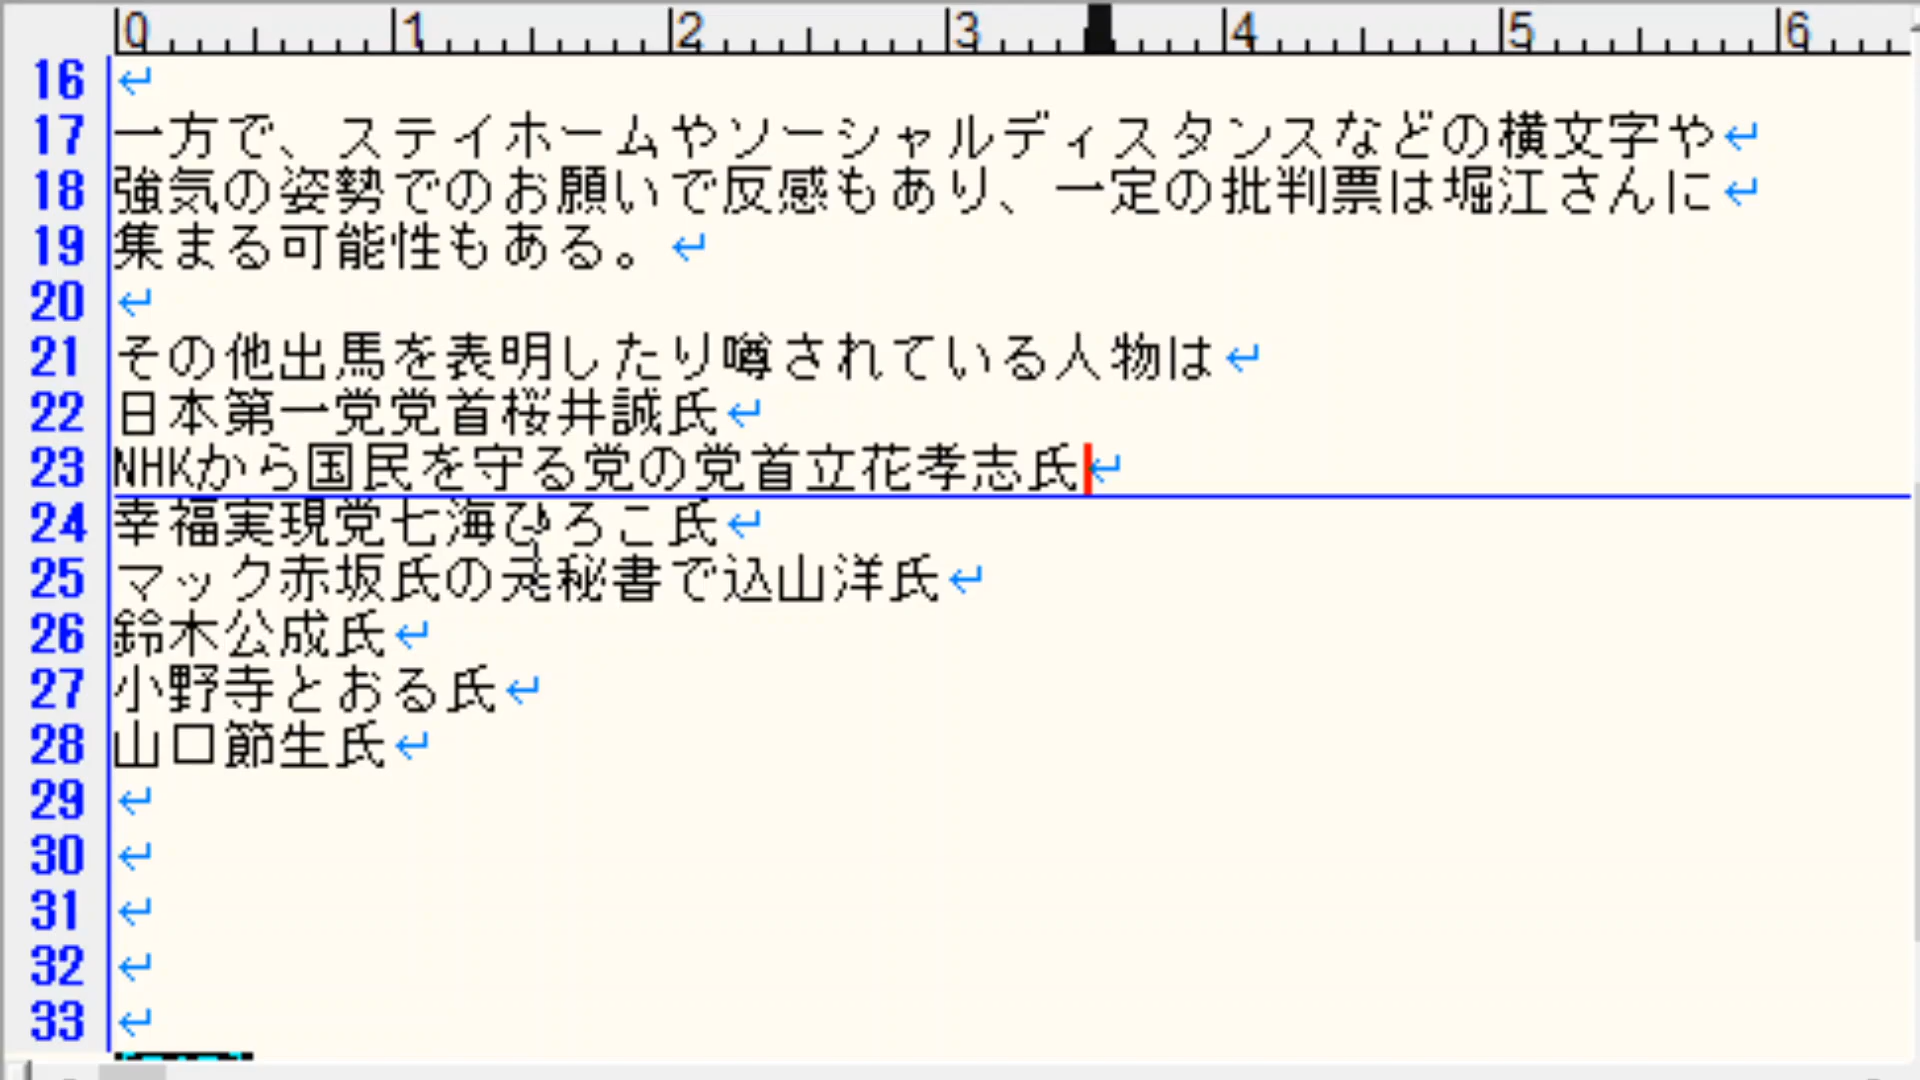 0 1 2 3 4 5 6
16
17 一方で、ステイホームやソーシャルディスタンスなどの横文字や
18 強気の姿勢でのお願いで反感もあり、一定の批判票は堀江さんに
19 集まる可能性もある。
20
21 その他出馬を表明したり噂されている人物は
22 日本第一党党首桜井誠氏
23 NHKから国民を守る党の党首立花孝志氏
24 幸福実現党七海ひろこ氏
25 マック赤坂氏の元秘書で込山洋氏
26 鈴木公成氏
27 小野寺とおる氏
28 山口節生氏
29
30
31
32
33